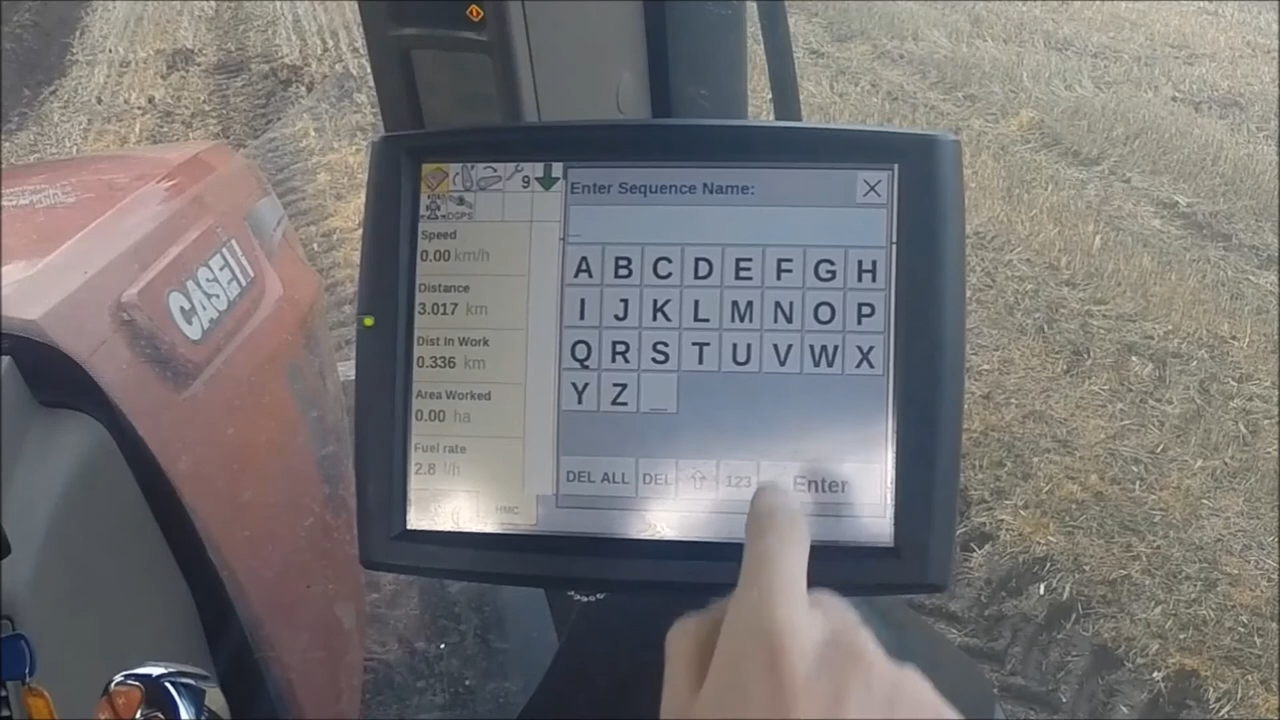 CASE IH
9
DGPS
Speed
0.00 km/h
Distance
3.017 km
Dist In Work
0.336 km
Area Worked
0.00 ha
Fuel rate
2.8 l/h
HMC
Enter Sequence Name:
_
A B C D E F G H
I J K L M N O P
Q R S T U V W X
Y Z _
DEL ALL DEL 123 Enter